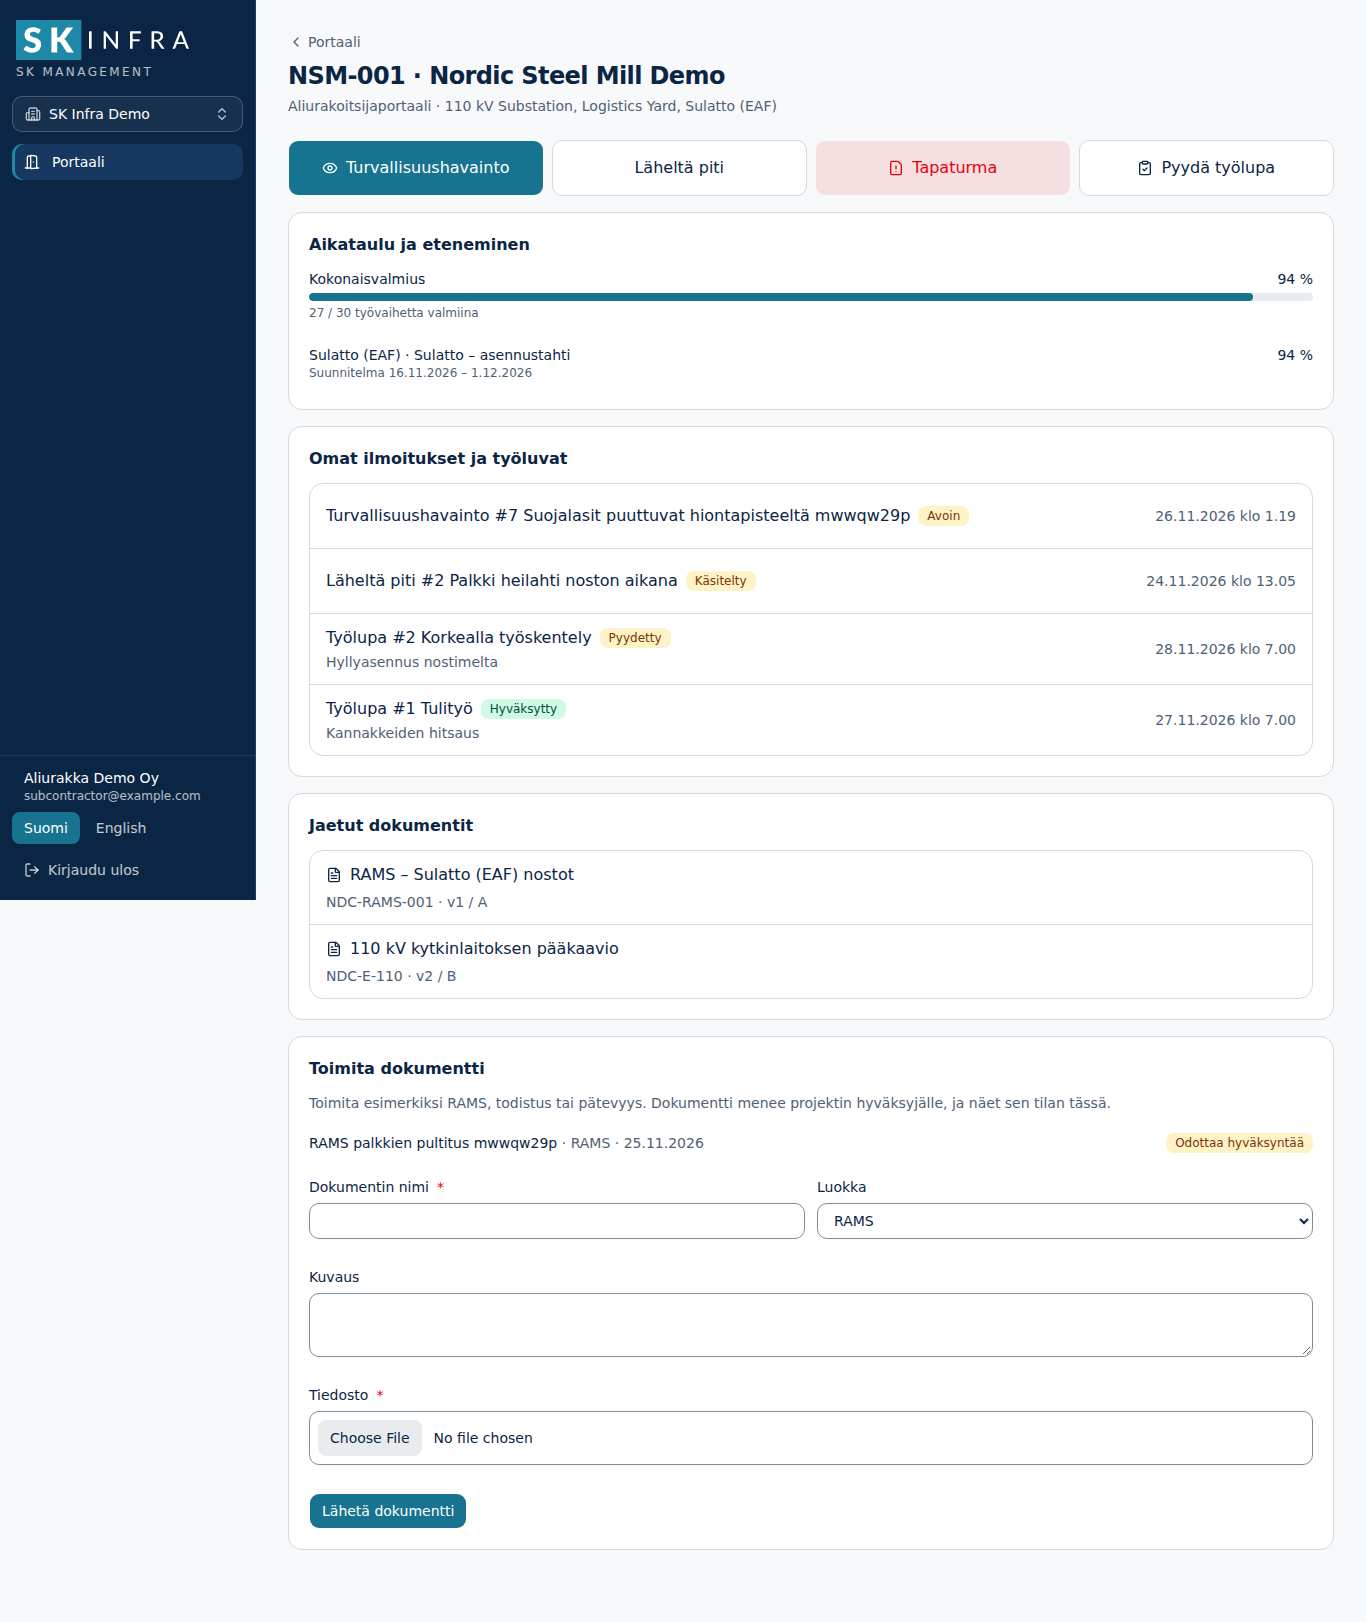 SK INFRA
SK MANAGEMENT
SK Infra Demo
Portaali
Aliurakka Demo Oy
subcontractor@example.com
Suomi English
Kirjaudu ulos
Portaali
NSM-001 · Nordic Steel Mill Demo
Aliurakoitsijaportaali · 110 kV Substation, Logistics Yard, Sulatto (EAF)
Turvallisuushavainto
Läheltä piti
Tapaturma
Pyydä työlupa
Aikataulu ja eteneminen
Kokonaisvalmius 94 %
27 / 30 työvaihetta valmiina
Sulatto (EAF) · Sulatto – asennustahti 94 %
Suunnitelma 16.11.2026 – 1.12.2026
Omat ilmoitukset ja työluvat
Turvallisuushavainto #7 Suojalasit puuttuvat hiontapisteeltä mwwqw29p Avoin 26.11.2026 klo 1.19
Läheltä piti #2 Palkki heilahti noston aikana Käsitelty 24.11.2026 klo 13.05
Työlupa #2 Korkealla työskentely Pyydetty 28.11.2026 klo 7.00
Hyllyasennus nostimelta
Työlupa #1 Tulityö Hyväksytty 27.11.2026 klo 7.00
Kannakkeiden hitsaus
Jaetut dokumentit
RAMS – Sulatto (EAF) nostot
NDC-RAMS-001 · v1 / A
110 kV kytkinlaitoksen pääkaavio
NDC-E-110 · v2 / B
Toimita dokumentti
Toimita esimerkiksi RAMS, todistus tai pätevyys. Dokumentti menee projektin hyväksyjälle, ja näet sen tilan tässä.
RAMS palkkien pultitus mwwqw29p · RAMS · 25.11.2026 Odottaa hyväksyntää
Dokumentin nimi * Luokka
RAMS
Kuvaus
Tiedosto *
Choose File No file chosen
Lähetä dokumentti